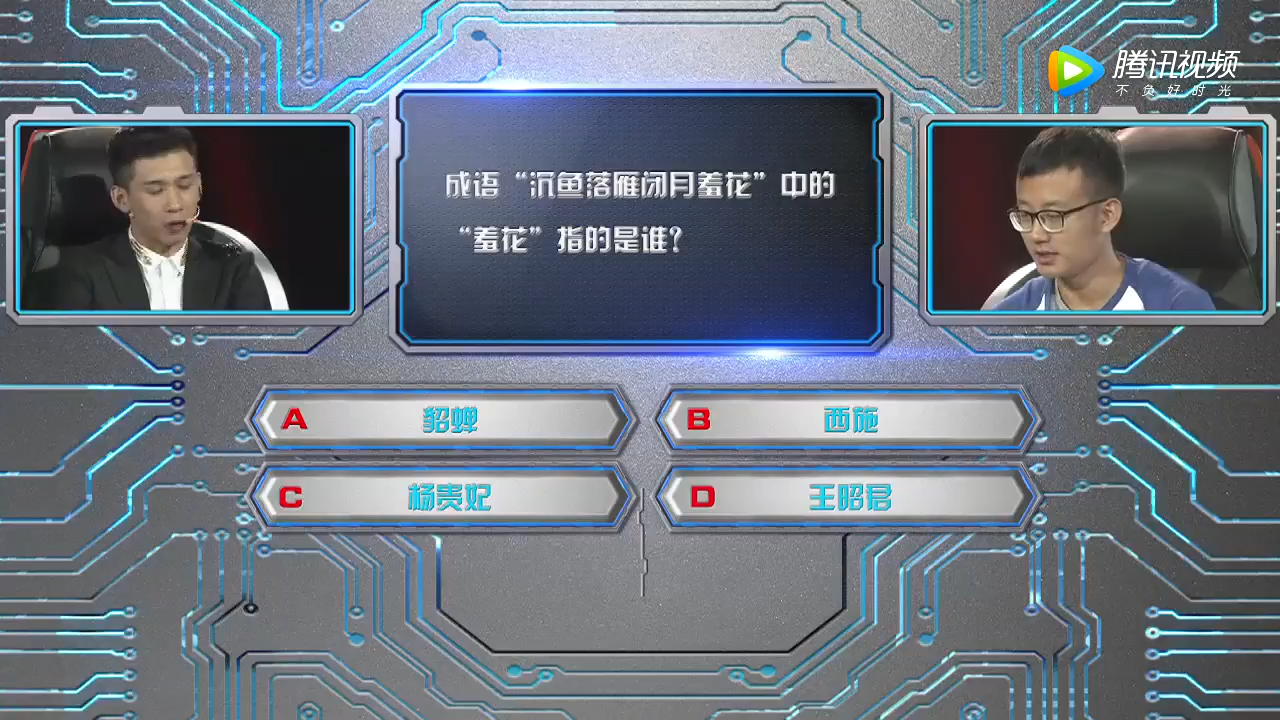 腾讯视频
不负好时光
成语“沉鱼落雁闭月羞花”中的
“羞花”指的是谁?
A 貂蝉
B 西施
C 杨贵妃
D 王昭君